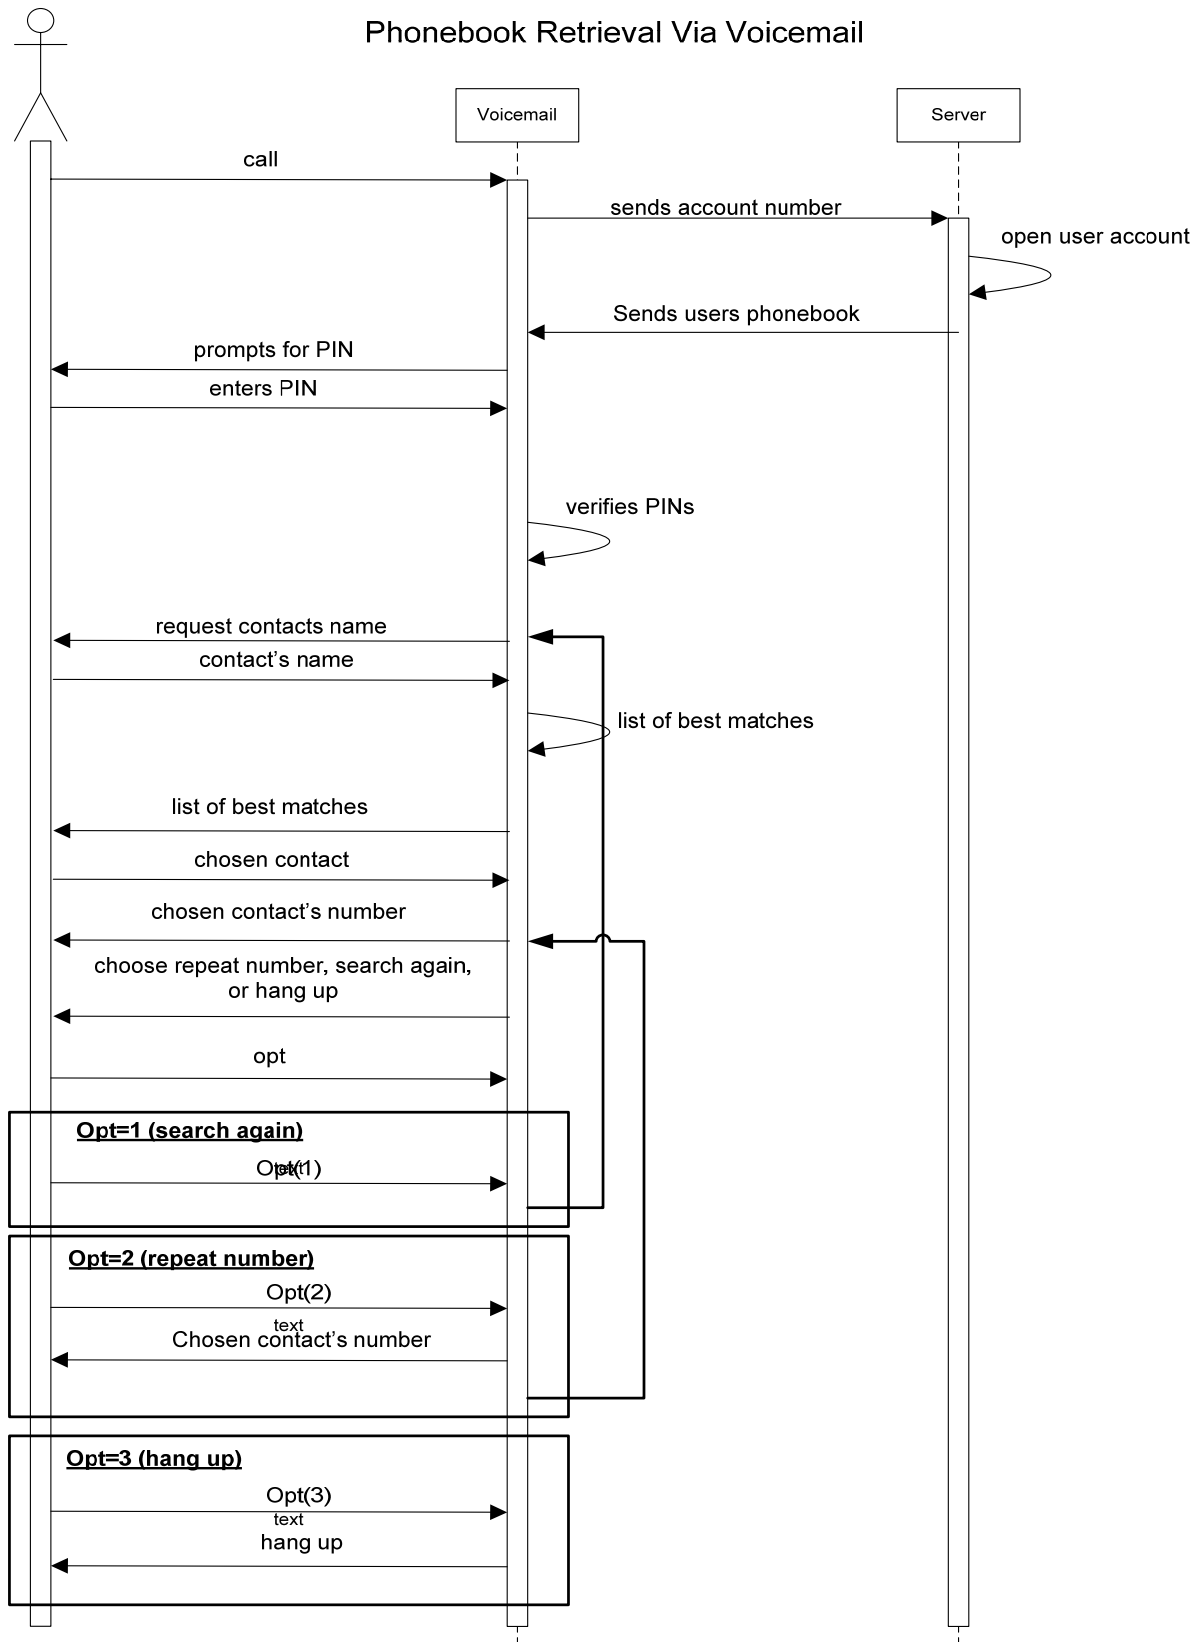 Phonebook Retrieval Via Voicemail
Voicemail
Server
call
sends account number
open user account
Sends users phonebook
prompts for PIN
enters PIN
verifies PINs
request contacts name
contact's name
list of best matches
list of best matches
chosen contact
chosen contact's number
choose repeat number, search again,
or hang up
opt
Opt=1 (search again)
Opt(1)
text
Opt=2 (repeat number)
Opt(2)
text
Chosen contact's number
Opt=3 (hang up)
Opt(3)
text
hang up